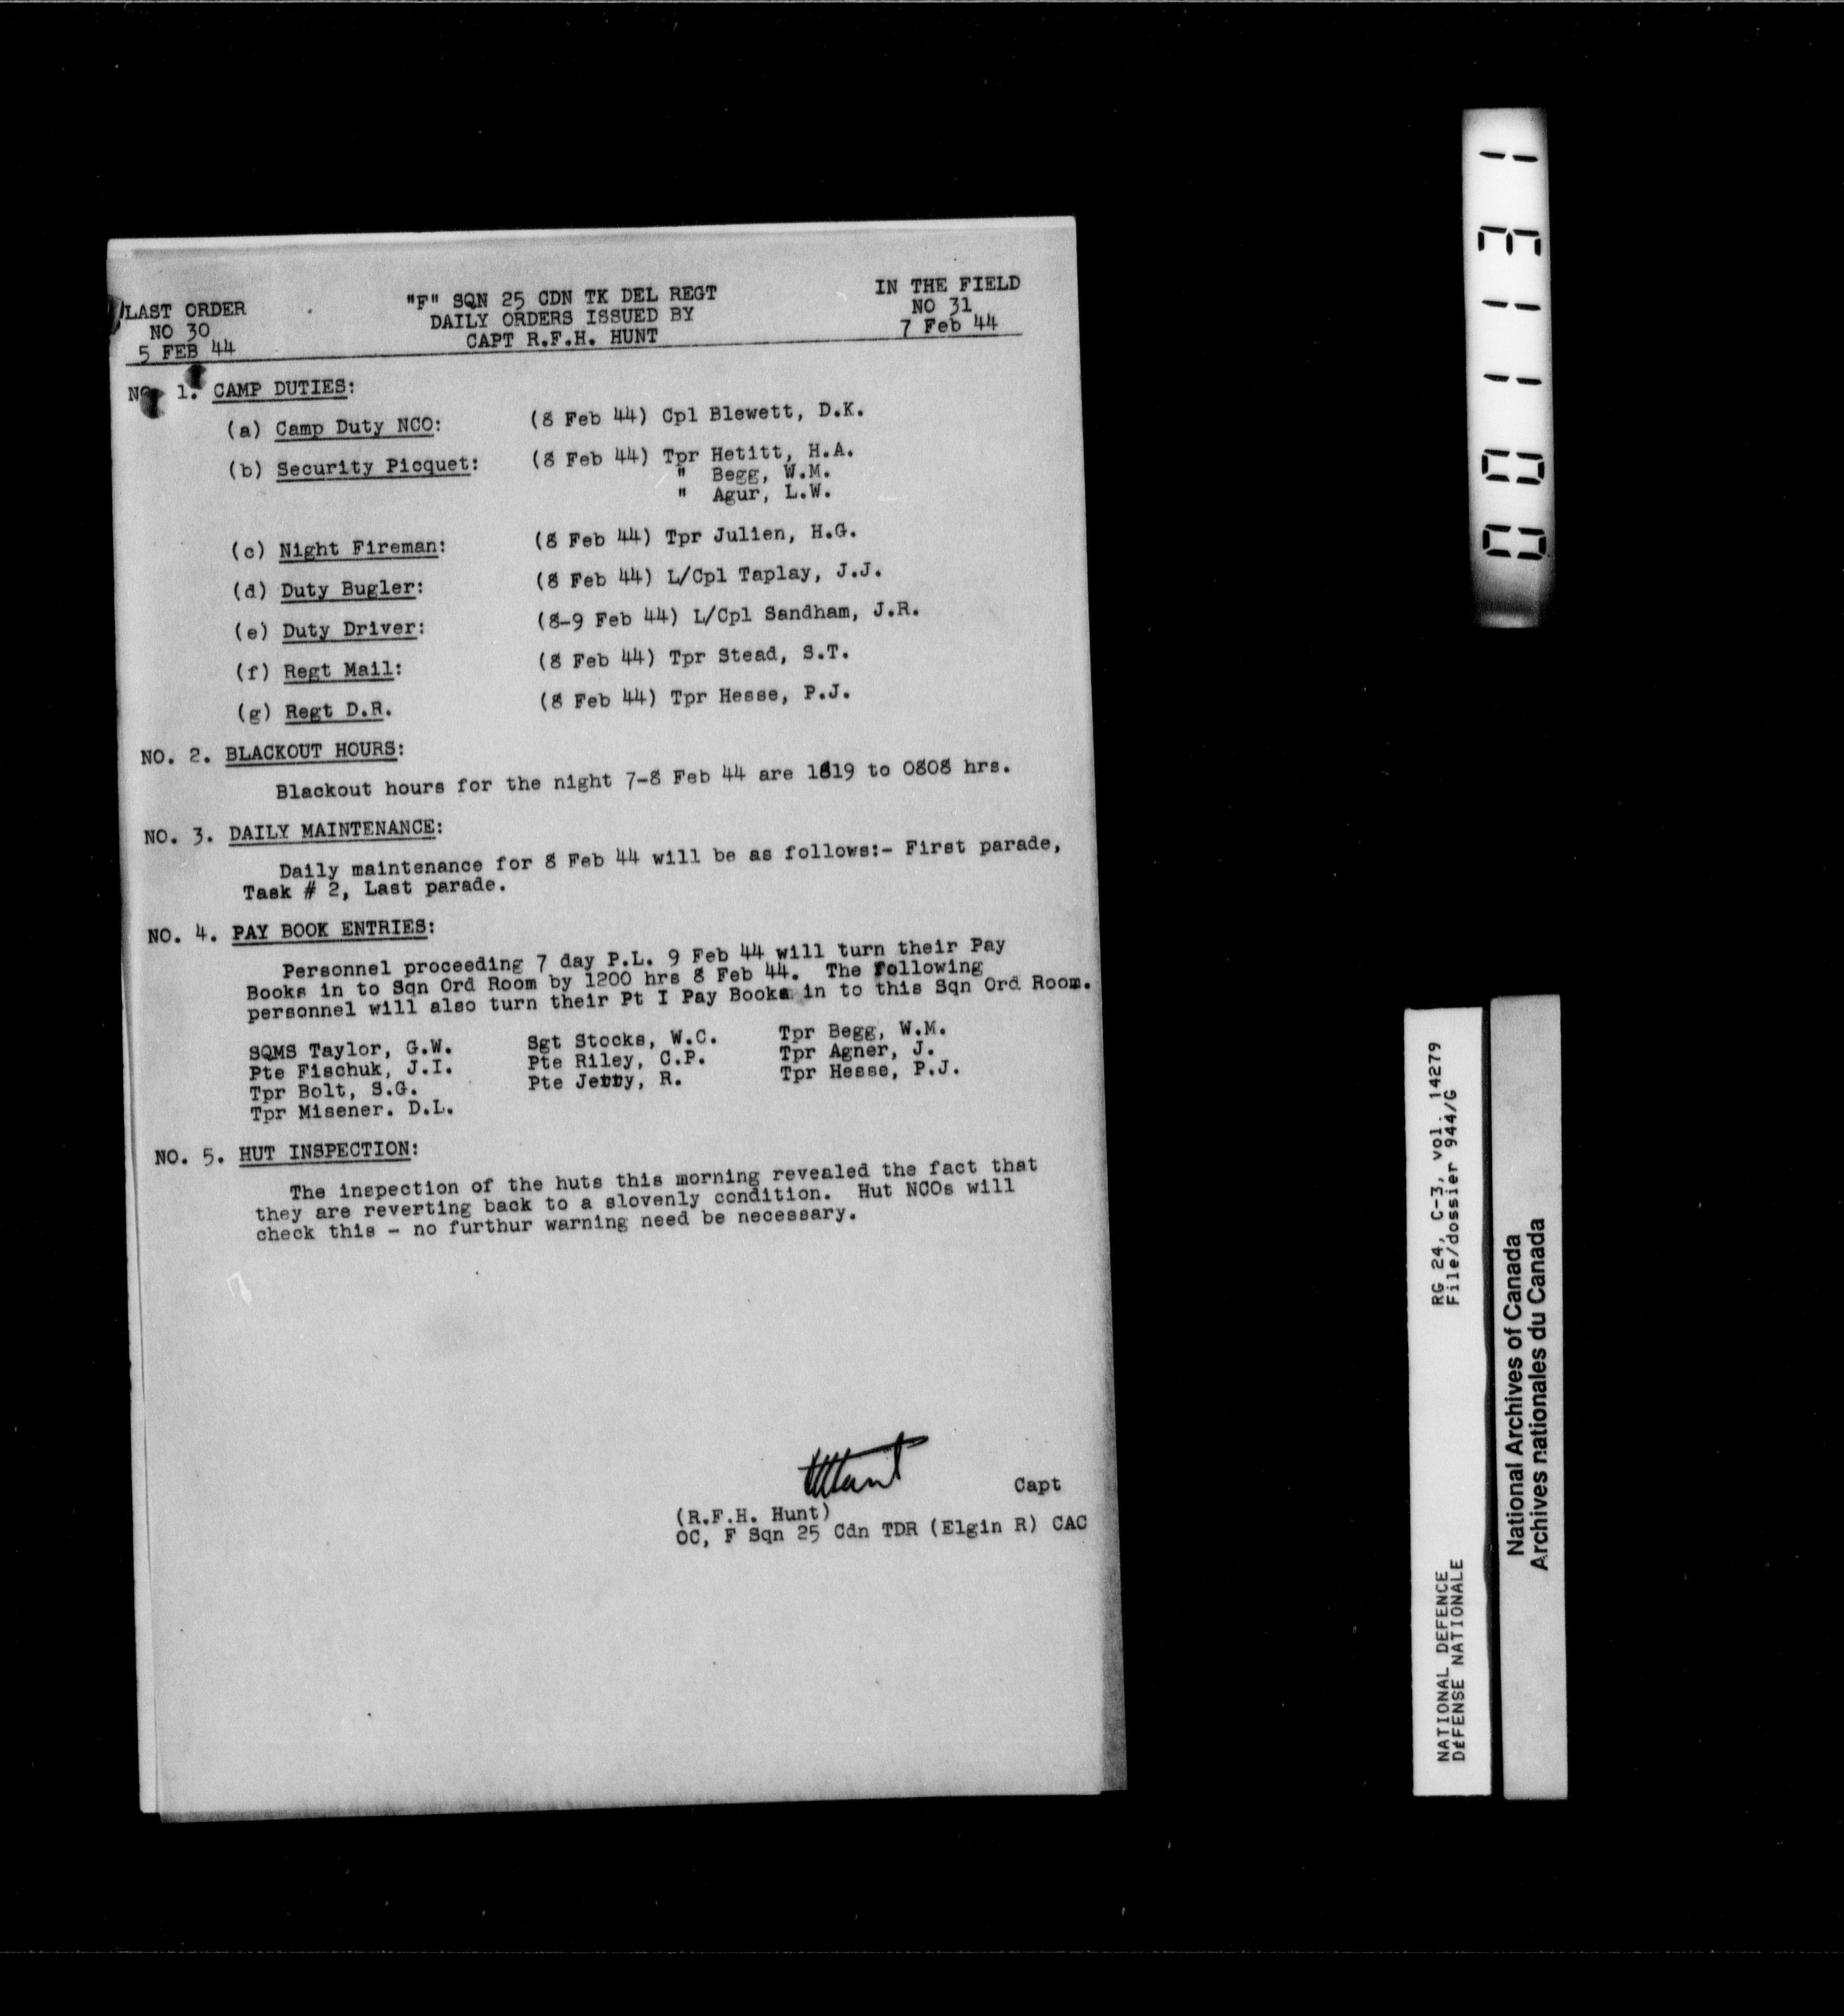 LAST ORDER
NO 30
5 FEB 44
"F" SQN 25 CDN TK DEL REGT
DAILY ORDERS ISSUED BY
CAPT R.F.H. HUNT
IN THE FIELD
NO 31
7 Feb 44
NO. 1. CAMP DUTIES:
(a) Camp Duty NCO: (8 Feb 44) Cpl Blewett, D.K.
(b) Security Picquet: (8 Feb 44) Tpr Hetitt, H.A.
" Begg, W.M.
" Agur, L.W.
(c) Night Fireman: (8 Feb 44) Tpr Julien, H.G.
(d) Duty Bugler: (8 Feb 44) L/Cpl Taplay, J.J.
(e) Duty Driver: (8-9 Feb 44) L/Cpl Sandham, J.R.
(f) Regt Mail: (8 Feb 44) Tpr Stead, S.T.
(g) Regt D.R. (8 Feb 44) Tpr Hesse, P.J.
NO. 2. BLACKOUT HOURS:
Blackout hours for the night 7-8 Feb 44 are 1819 to 0808 hrs.
NO. 3. DAILY MAINTENANCE:
Daily maintenance for 8 Feb 44 will be as follows:- First parade,
Task # 2, Last parade.
NO. 4. PAY BOOK ENTRIES:
Personnel proceeding 7 day P.L. 9 Feb 44 will turn their Pay
Books in to Sqn Ord Room by 1200 hrs 8 Feb 44. The following
personnel will also turn their Pt I Pay Books in to this Sqn Ord Room.
SQMS Taylor, G.W. Sgt Stocks, W.C. Tpr Begg, W.M.
Pte Fischuk, J.I. Pte Riley, C.P. Tpr Agner, J.
Tpr Bolt, S.G. Pte Jetty, R. Tpr Hesse, P.J.
Tpr Misener. D.L.
NO. 5. HUT INSPECTION:
The inspection of the huts this morning revealed the fact that
they are reverting back to a slovenly condition. Hut NCOs will
check this - no furthur warning need be necessary.
Capt
(R.F.H. Hunt)
OC, F Sqn 25 Cdn TDR (Elgin R) CAC
RG 24, C-3, vol. 14279
File/dossier 944/G
NATIONAL DEFENCE
DÉFENSE NATIONALE
National Archives of Canada
Archives nationales du Canada